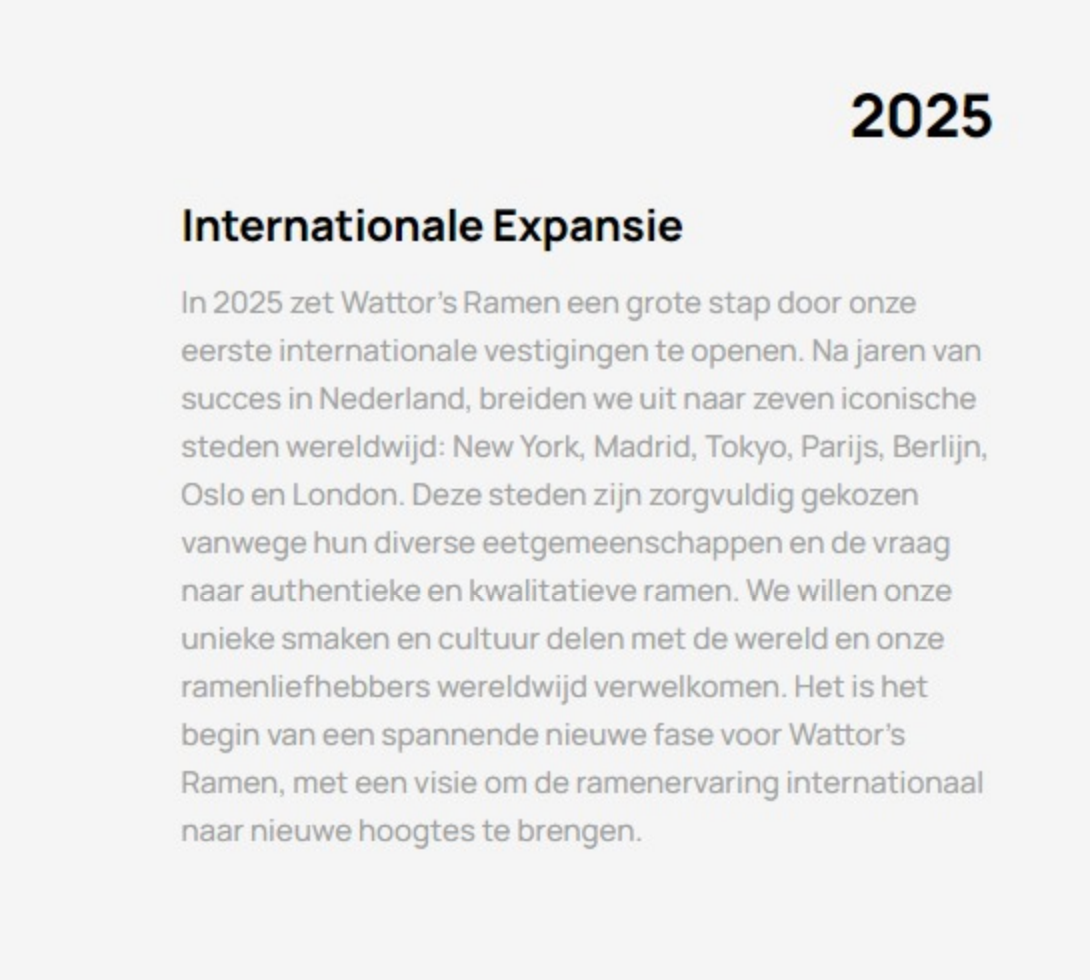 2025
Internationale Expansie
In 2025 zet Wattor’s Ramen een grote stap door onze
eerste internationale vestigingen te openen. Na jaren van
succes in Nederland, breiden we uit naar zeven iconische
steden wereldwijd: New York, Madrid, Tokyo, Parijs, Berlijn,
Oslo en London. Deze steden zijn zorgvuldig gekozen
vanwege hun diverse eetgemeenschappen en de vraag
naar authentieke en kwalitatieve ramen. We willen onze
unieke smaken en cultuur delen met de wereld en onze
ramenliefhebbers wereldwijd verwelkomen. Het is het
begin van een spannende nieuwe fase voor Wattor’s
Ramen, met een visie om de ramenervaring internationaal
naar nieuwe hoogtes te brengen.